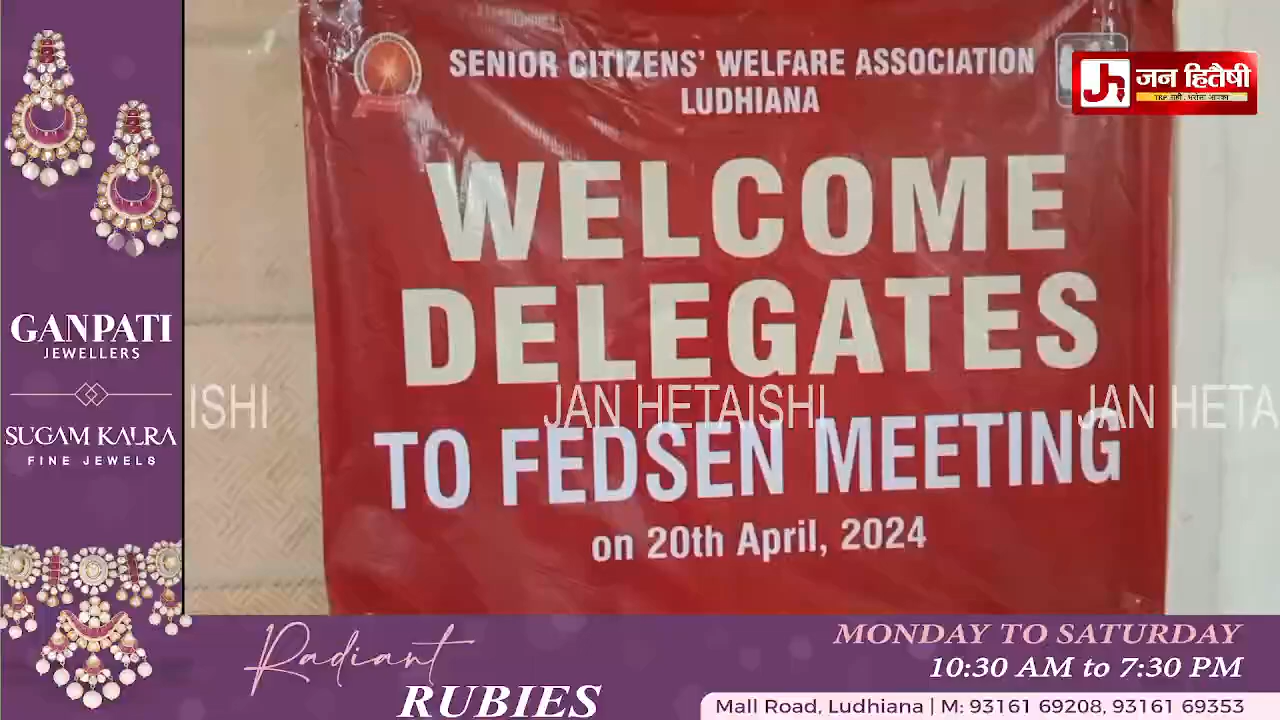 SENIOR CITIZENS' WELFARE ASSOCIATION
LUDHIANA
जन हितैषी
WELCOME
DELEGATES
TO FEDSEN MEETING
on 20th April, 2024
ISHI JAN HETAISHI JAN HETA
GANPATI
JEWELLERS
SUGAM KALRA
FINE JEWELS
Radiant
RUBIES
MONDAY TO SATURDAY
10:30 AM to 7:30 PM
Mall Road, Ludhiana | M: 93161 69208, 93161 69353